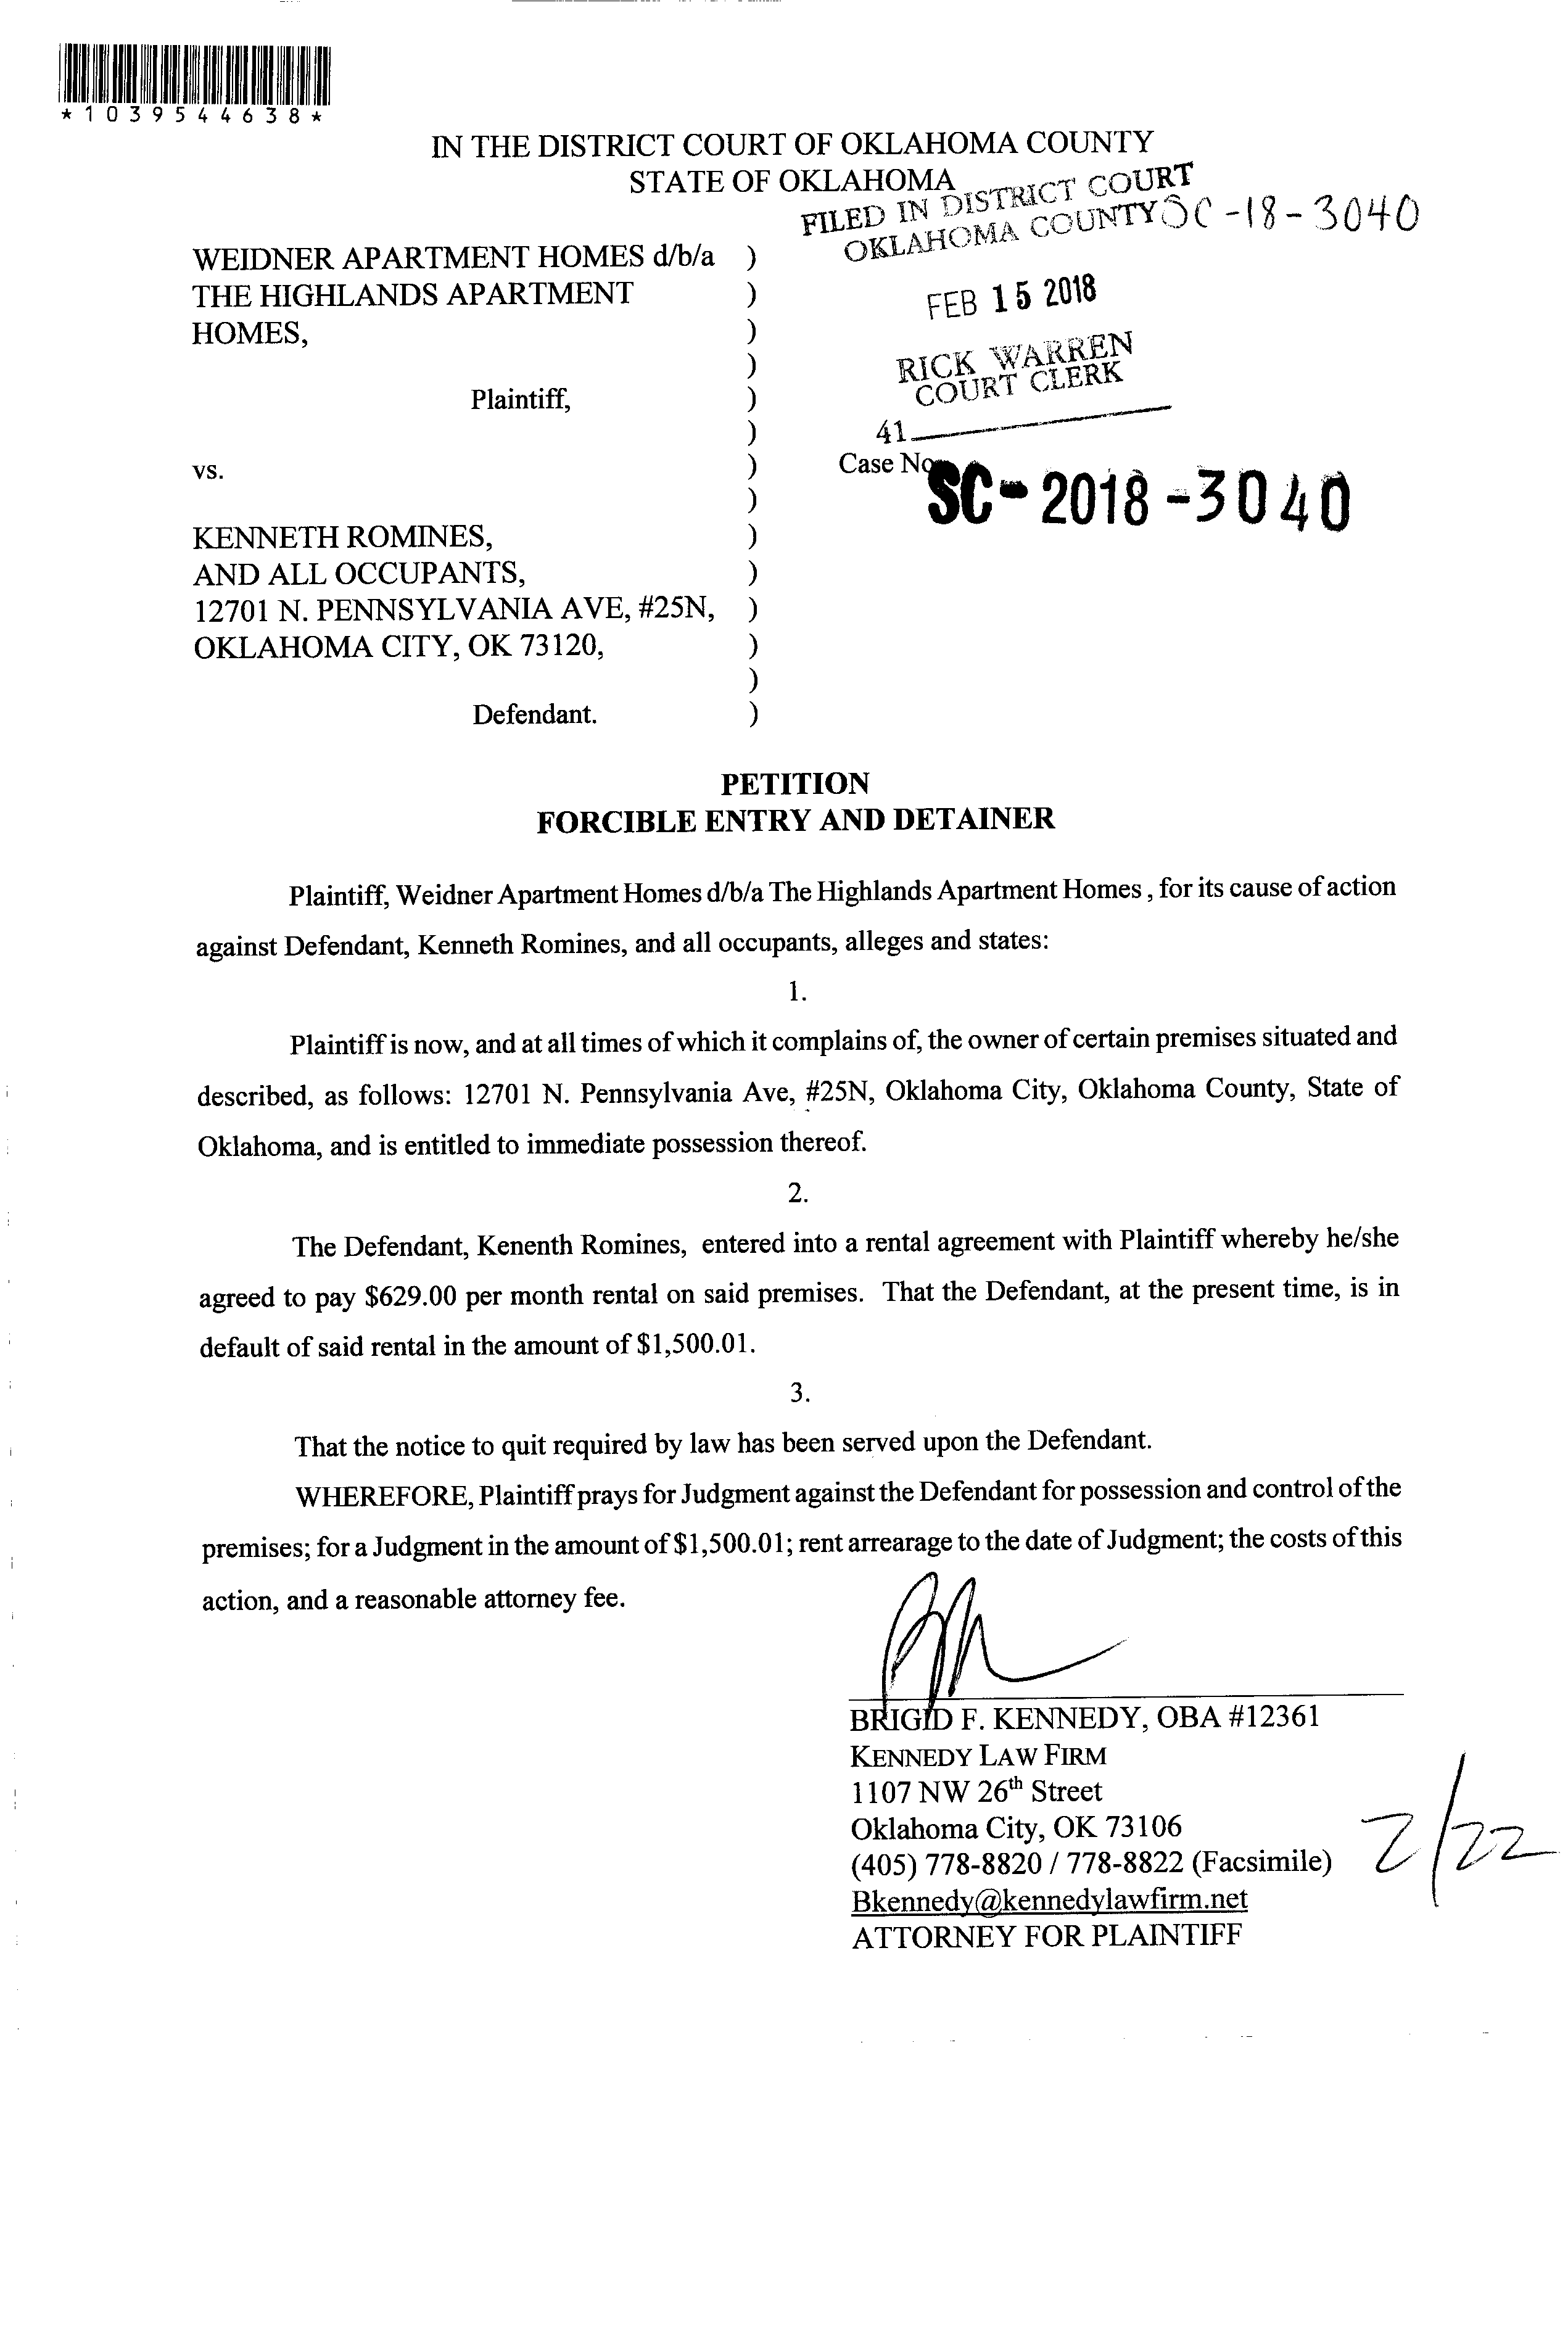 *1039544638*
IN THE DISTRICT COURT OF OKLAHOMA COUNTY
STATE OF OKLAHOMA
FILED IN DISTRICT COURT
OKLAHOMA COUNTY SC-18-3040
WEIDNER APARTMENT HOMES d/b/a )
THE HIGHLANDS APARTMENT )
HOMES, )
FEB 15 2018
)
RICK WARREN
COURT CLERK
Plaintiff, )
)
41
vs. )
Case No.
SC-2018-3040
)
KENNETH ROMINES, )
AND ALL OCCUPANTS, )
12701 N. PENNSYLVANIA AVE, #25N, )
OKLAHOMA CITY, OK 73120, )
)
Defendant. )
PETITION
FORCIBLE ENTRY AND DETAINER
Plaintiff, Weidner Apartment Homes d/b/a The Highlands Apartment Homes , for its cause of action
against Defendant, Kenneth Romines, and all occupants, alleges and states:
1.
Plaintiff is now, and at all times of which it complains of, the owner of certain premises situated and
described, as follows: 12701 N. Pennsylvania Ave, #25N, Oklahoma City, Oklahoma County, State of
Oklahoma, and is entitled to immediate possession thereof.
2.
The Defendant, Kenenth Romines, entered into a rental agreement with Plaintiff whereby he/she
agreed to pay $629.00 per month rental on said premises. That the Defendant, at the present time, is in
default of said rental in the amount of $1,500.01.
3.
That the notice to quit required by law has been served upon the Defendant.
WHEREFORE, Plaintiff prays for Judgment against the Defendant for possession and control of the
premises; for a Judgment in the amount of $1,500.01; rent arrearage to the date of Judgment; the costs of this
action, and a reasonable attorney fee.
BRIGID F. KENNEDY, OBA #12361
KENNEDY LAW FIRM
1107 NW 26th Street
Oklahoma City, OK 73106
(405) 778-8820 / 778-8822 (Facsimile)
2/22
Bkennedy@kennedylawfirm.net
ATTORNEY FOR PLAINTIFF